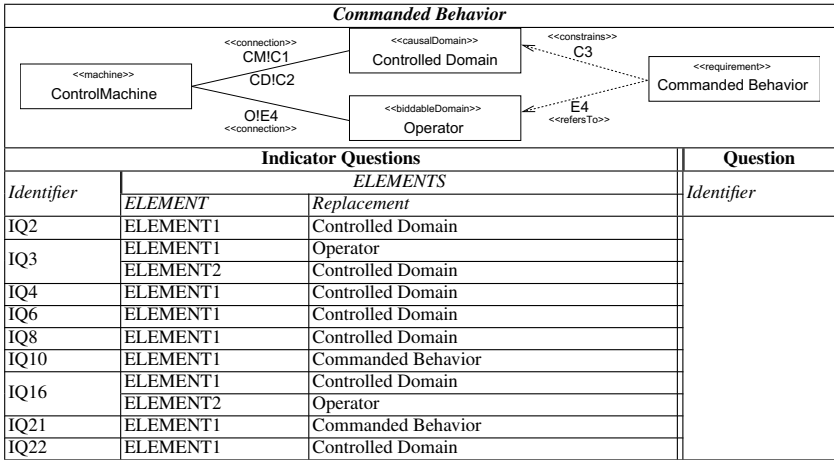 Commanded Behavior
<<connection>>
CM!C1
CD!C2
O!E4
<<connection>>
<<machine>>
ControlMachine
<<causalDomain>>
Controlled Domain
<<biddableDomain>>
Operator
<<constrains>>
C3
E4
<<refersTo>>
<<requirement>>
Commanded Behavior
Indicator Questions Question
Identifier ELEMENTS Identifier
ELEMENT Replacement
IQ2 ELEMENT1 Controlled Domain
IQ3 ELEMENT1 Operator
ELEMENT2 Controlled Domain
IQ4 ELEMENT1 Controlled Domain
IQ6 ELEMENT1 Controlled Domain
IQ8 ELEMENT1 Controlled Domain
IQ10 ELEMENT1 Commanded Behavior
IQ16 ELEMENT1 Controlled Domain
ELEMENT2 Operator
IQ21 ELEMENT1 Commanded Behavior
IQ22 ELEMENT1 Controlled Domain